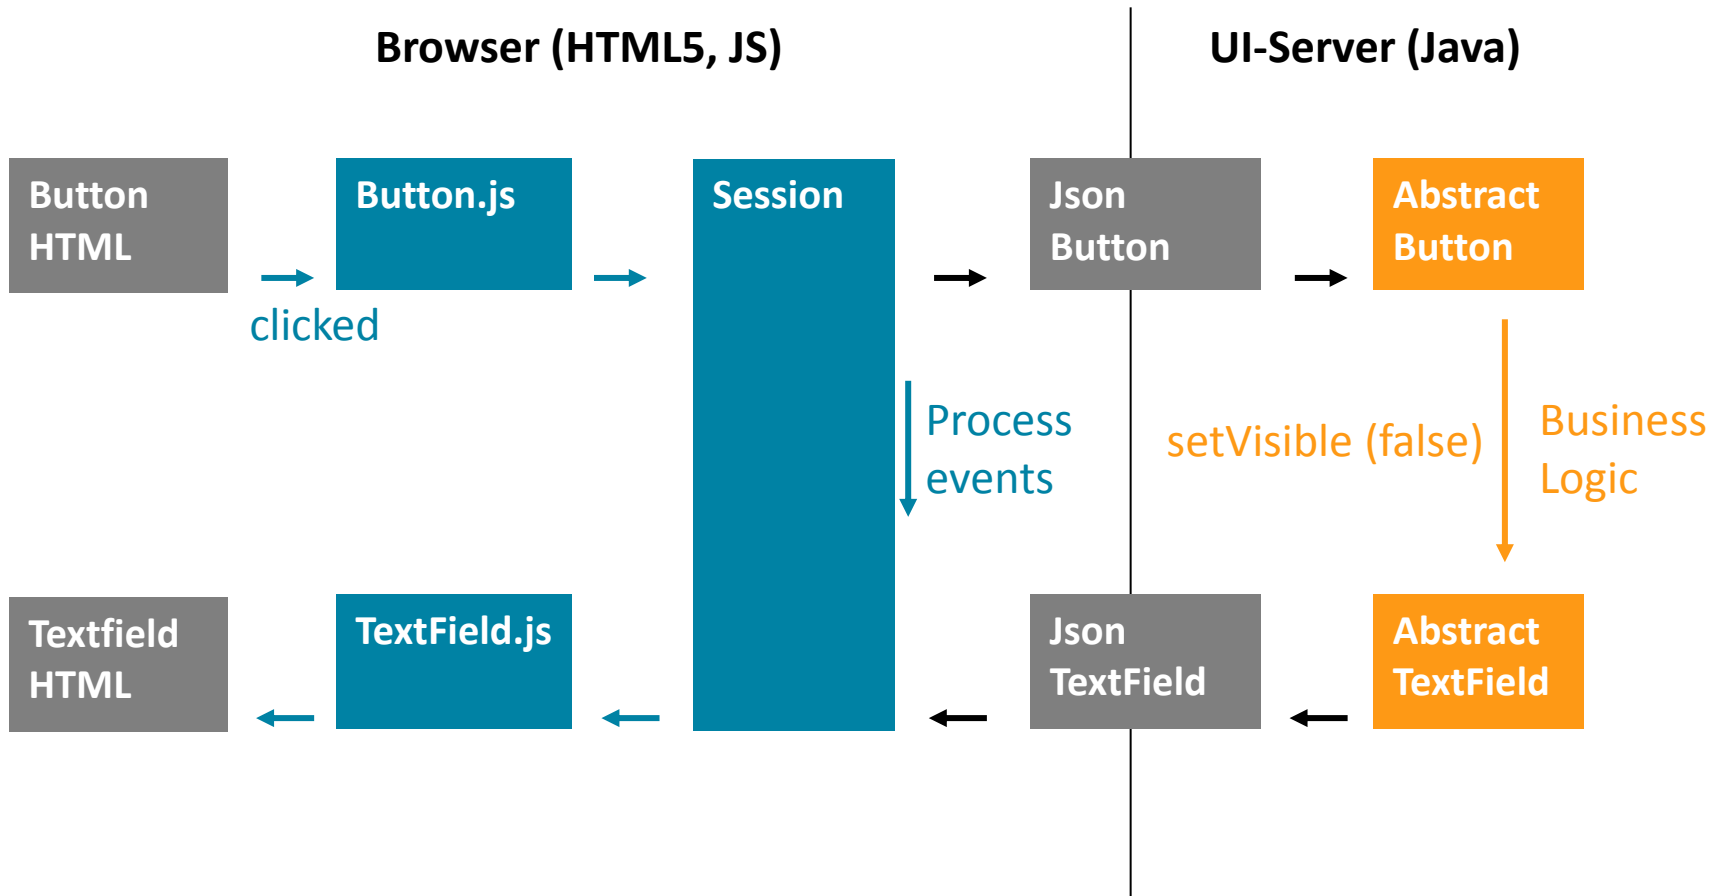 Browser (HTML5, JS)
UI-Server (Java)
Button
HTML
Button.js
Session
Json
Button
Abstract
Button
clicked
Process
events
setVisible (false)
Business
Logic
Textfield
HTML
TextField.js
Json
TextField
Abstract
TextField